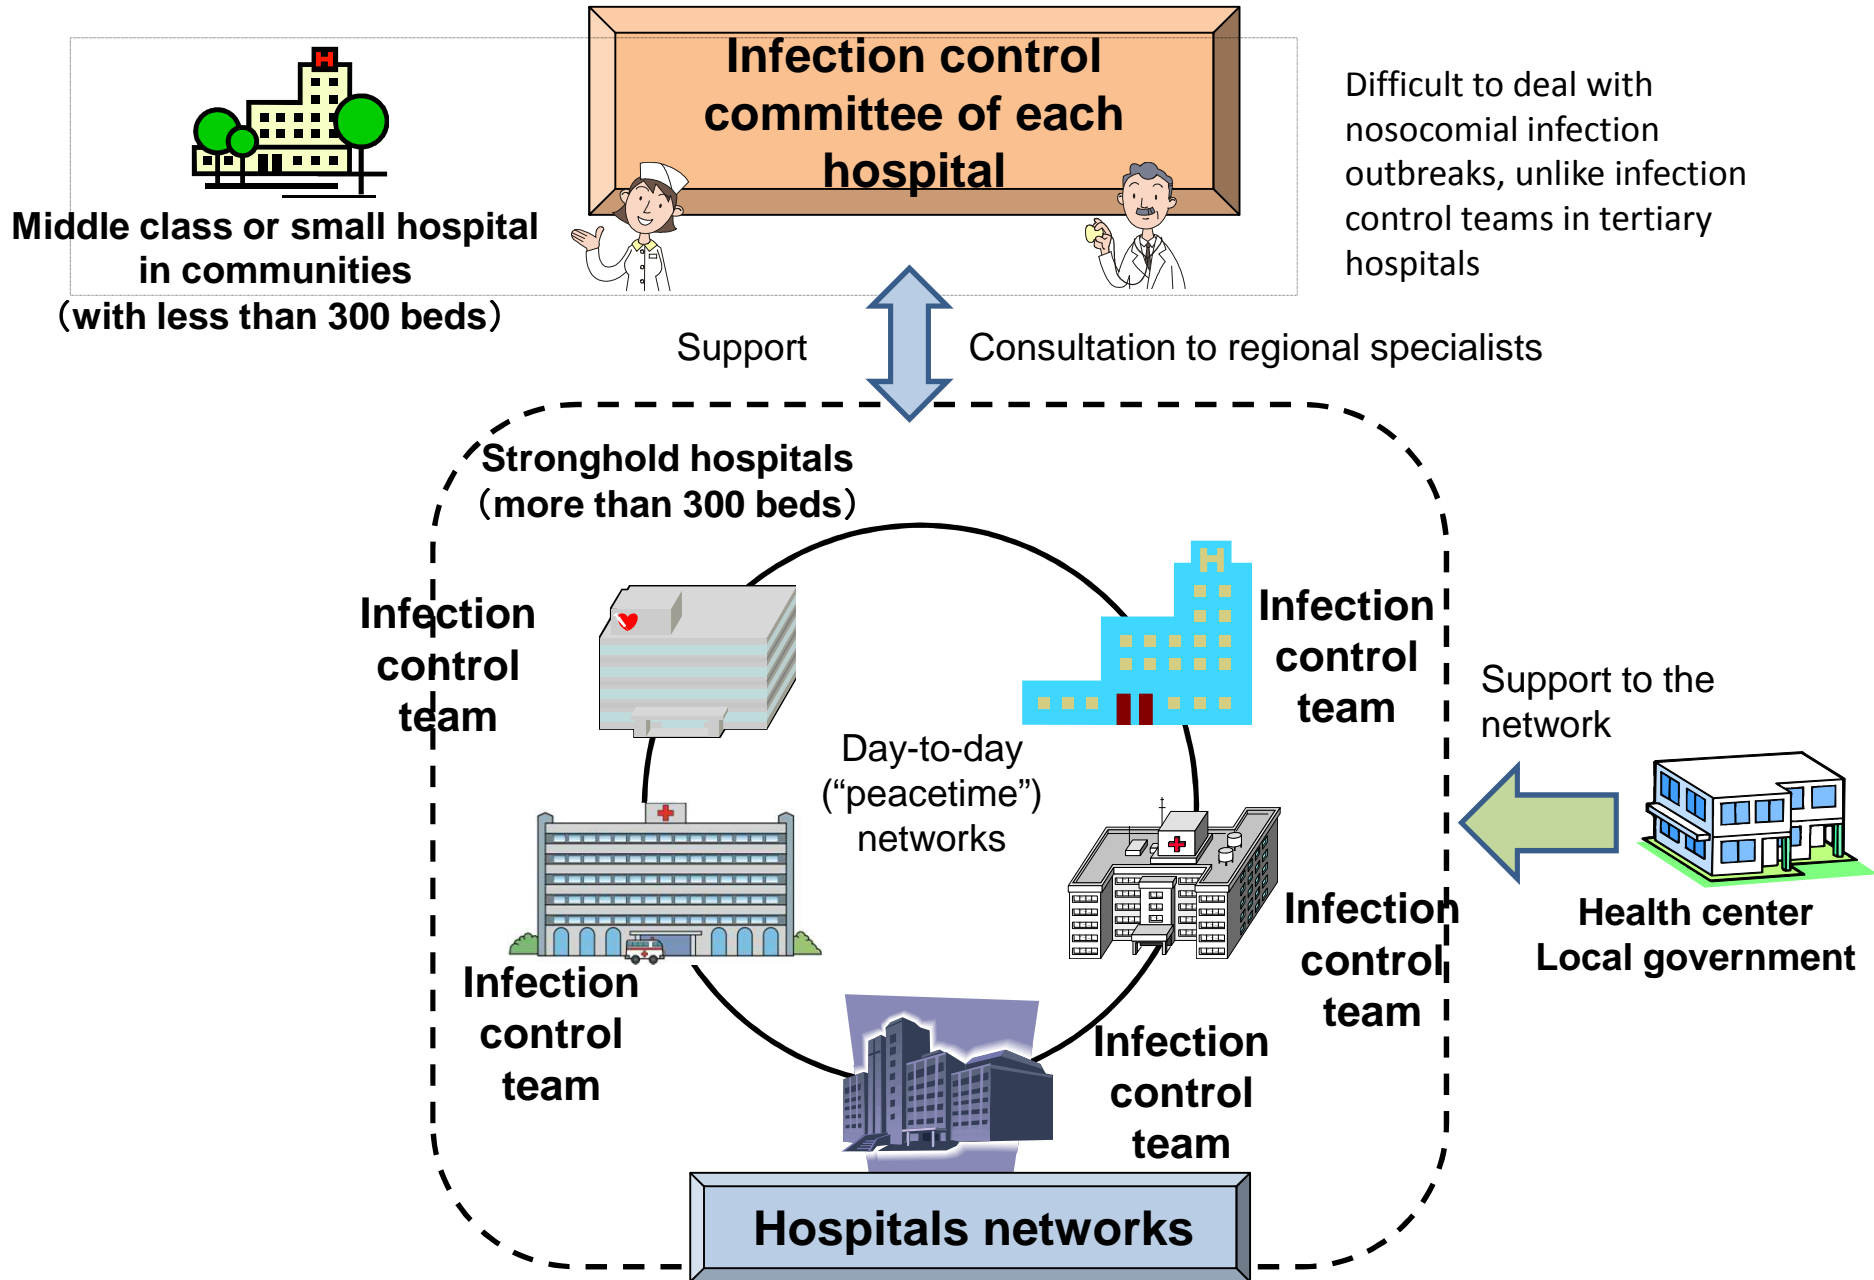 Infection control
committee of each
hospital
H
Middle class or small hospital
in communities
（with less than 300 beds）
Difficult to deal with
nosocomial infection
outbreaks, unlike infection
control teams in tertiary
hospitals
Support
Consultation to regional specialists
Stronghold hospitals
（more than 300 beds）
Infection
control
team
H
Infection
control
team
Day-to-day
(“peacetime”)
networks
Support to the
network
Infection
control
team
Infection
control
team
Health center
Local government
Infection
control
team
Hospitals networks